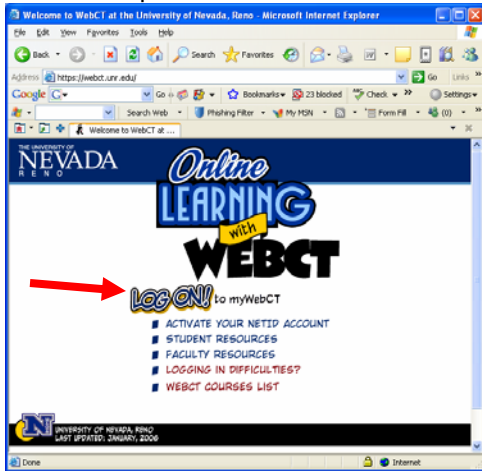 Welcome to WebCT at the University of Nevada, Reno - Microsoft Internet Explorer
File Edit View Favorites Tools Help
Back Search Favorites
Address https://webct.unr.edu/ Go Links »
Google G Go Bookmarks 23 blocked Check » Settings
Search Web Phishing Filter My MSN Form Fill (0) »
Welcome to WebCT at ...
THE UNIVERSITY OF
NEVADA
RENO
Online
LEARNING
with
WEBCT
LOG ON! to myWebCT
ACTIVATE YOUR NETID ACCOUNT
STUDENT RESOURCES
FACULTY RESOURCES
LOGGING IN DIFFICULTIES?
WEBCT COURSES LIST
N
UNIVERSITY OF NEVADA, RENO
LAST UPDATED: JANUARY, 2006
Done Internet